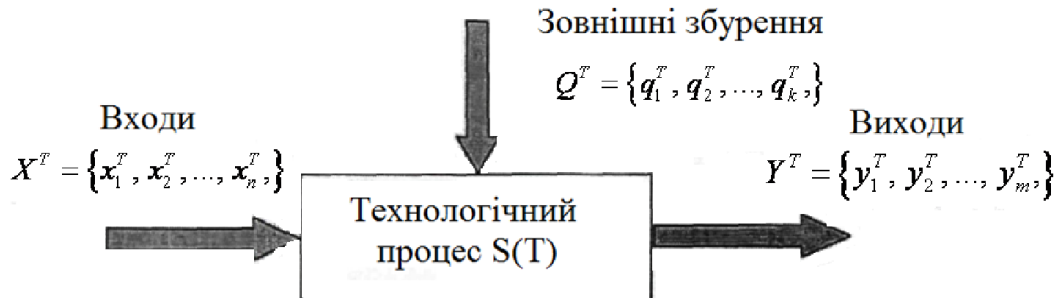 Зовнішні збурення
Q^T = {q_1^T, q_2^T, ..., q_k^T,}
Входи
X^T = {x_1^T, x_2^T, ..., x_n^T,}
Виходи
Y^T = {y_1^T, y_2^T, ..., y_m^T,}
Технологічний
процес S(T)